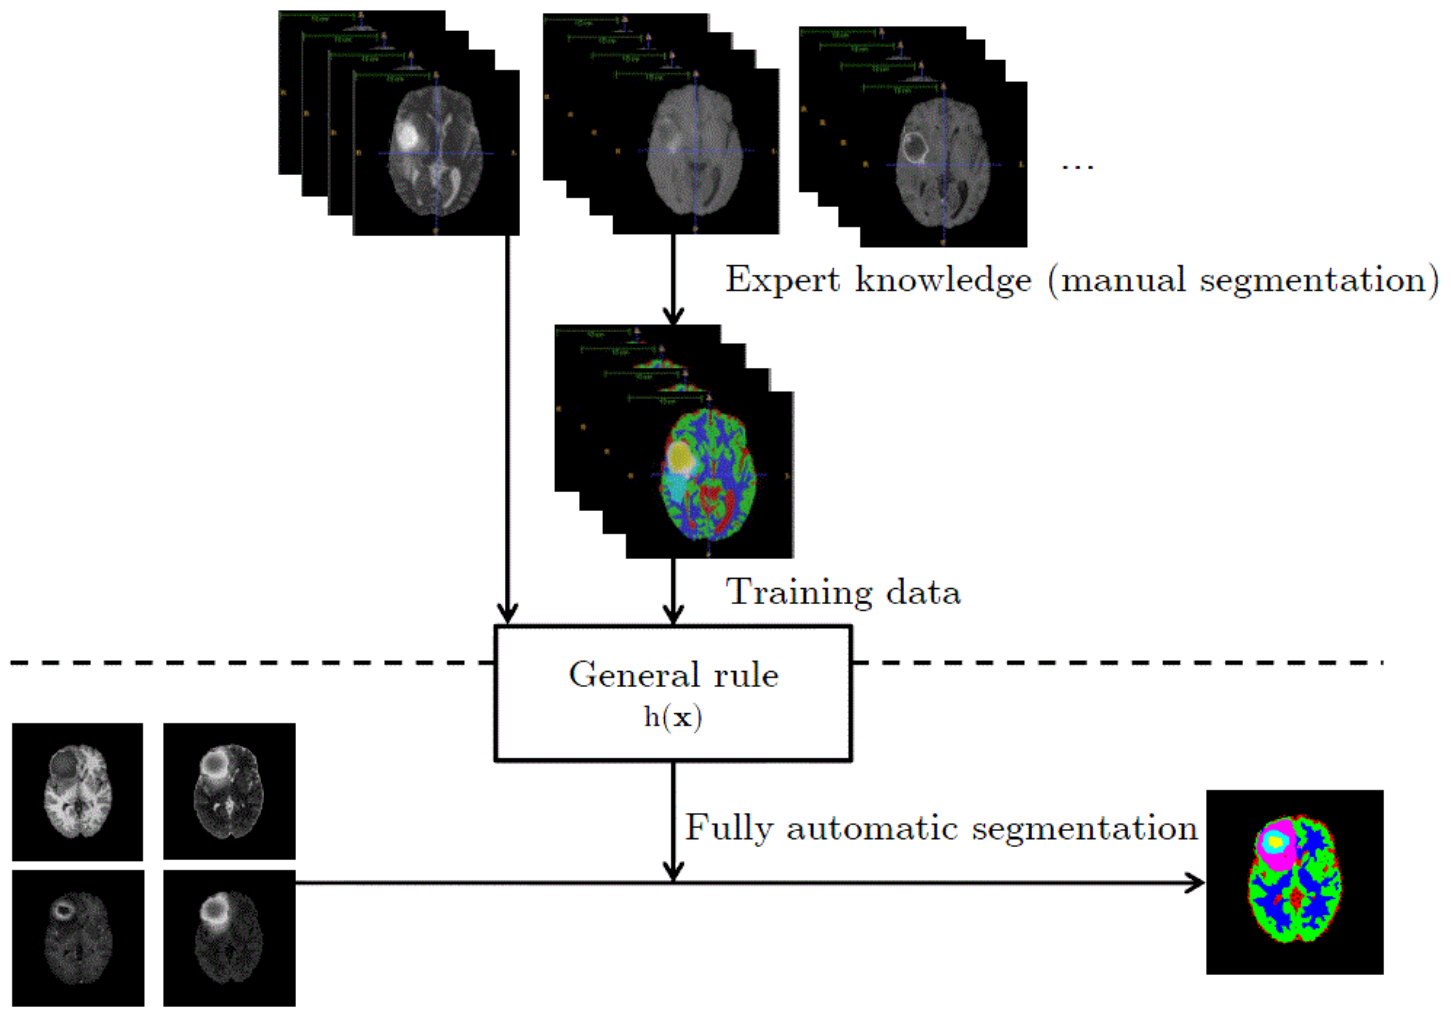 ...
Expert knowledge (manual segmentation)
Training data
General rule
h(x)
Fully automatic segmentation